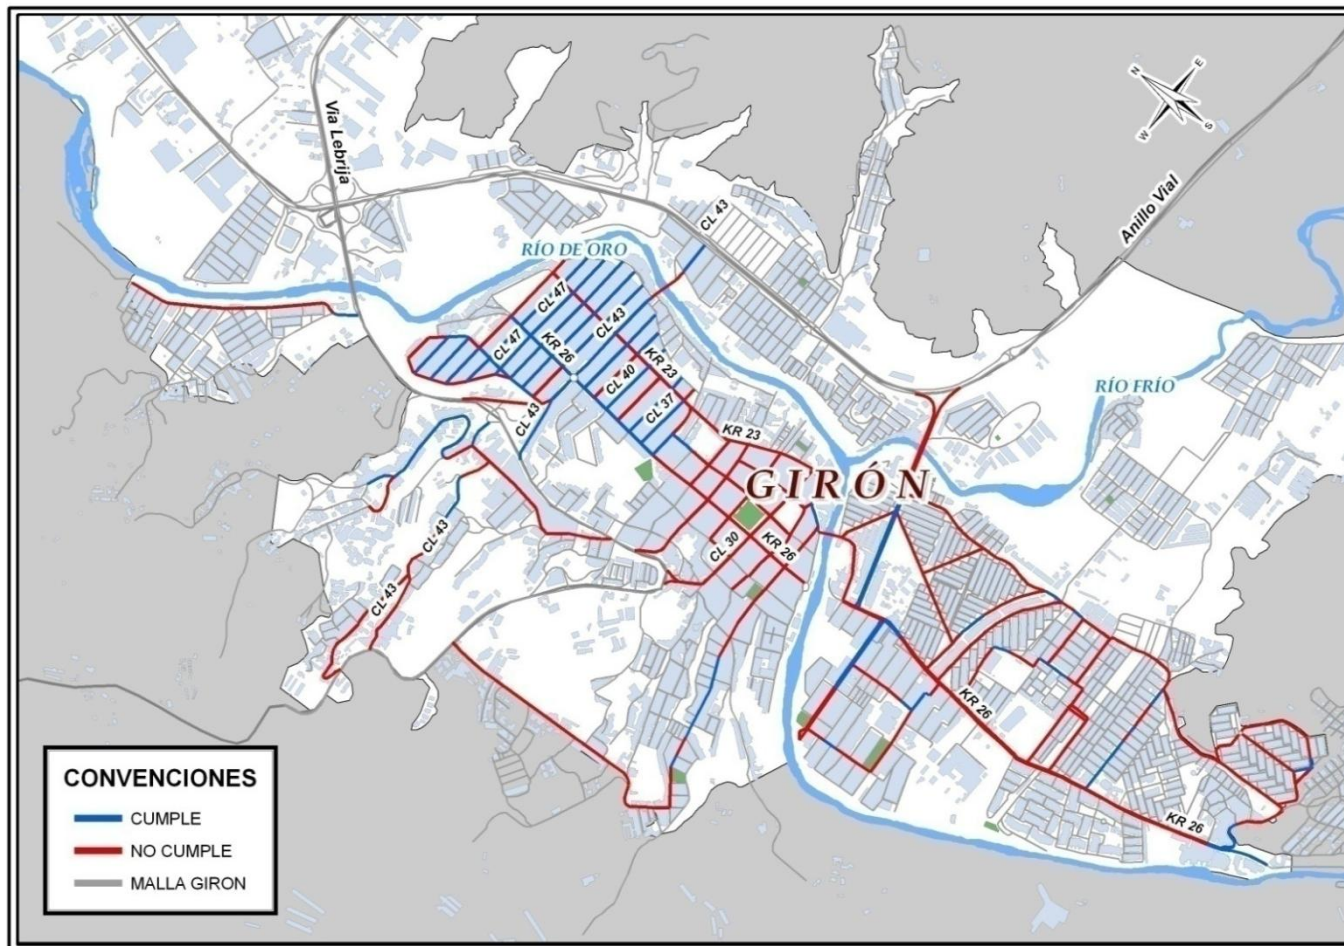 N
E
W
S
Via Lebrija
CL 43
Anillo Vial
RÍO DE ORO
CL 47
CL 43
CL 47
KR 26
KR 23
RÍO FRÍO
CL 40
CL 37
CL 43
KR 23
GIRÓN
CL 43
CL 30
KR 26
CL 43
KR 26
KR 26
CONVENCIONES
CUMPLE
NO CUMPLE
MALLA GIRON